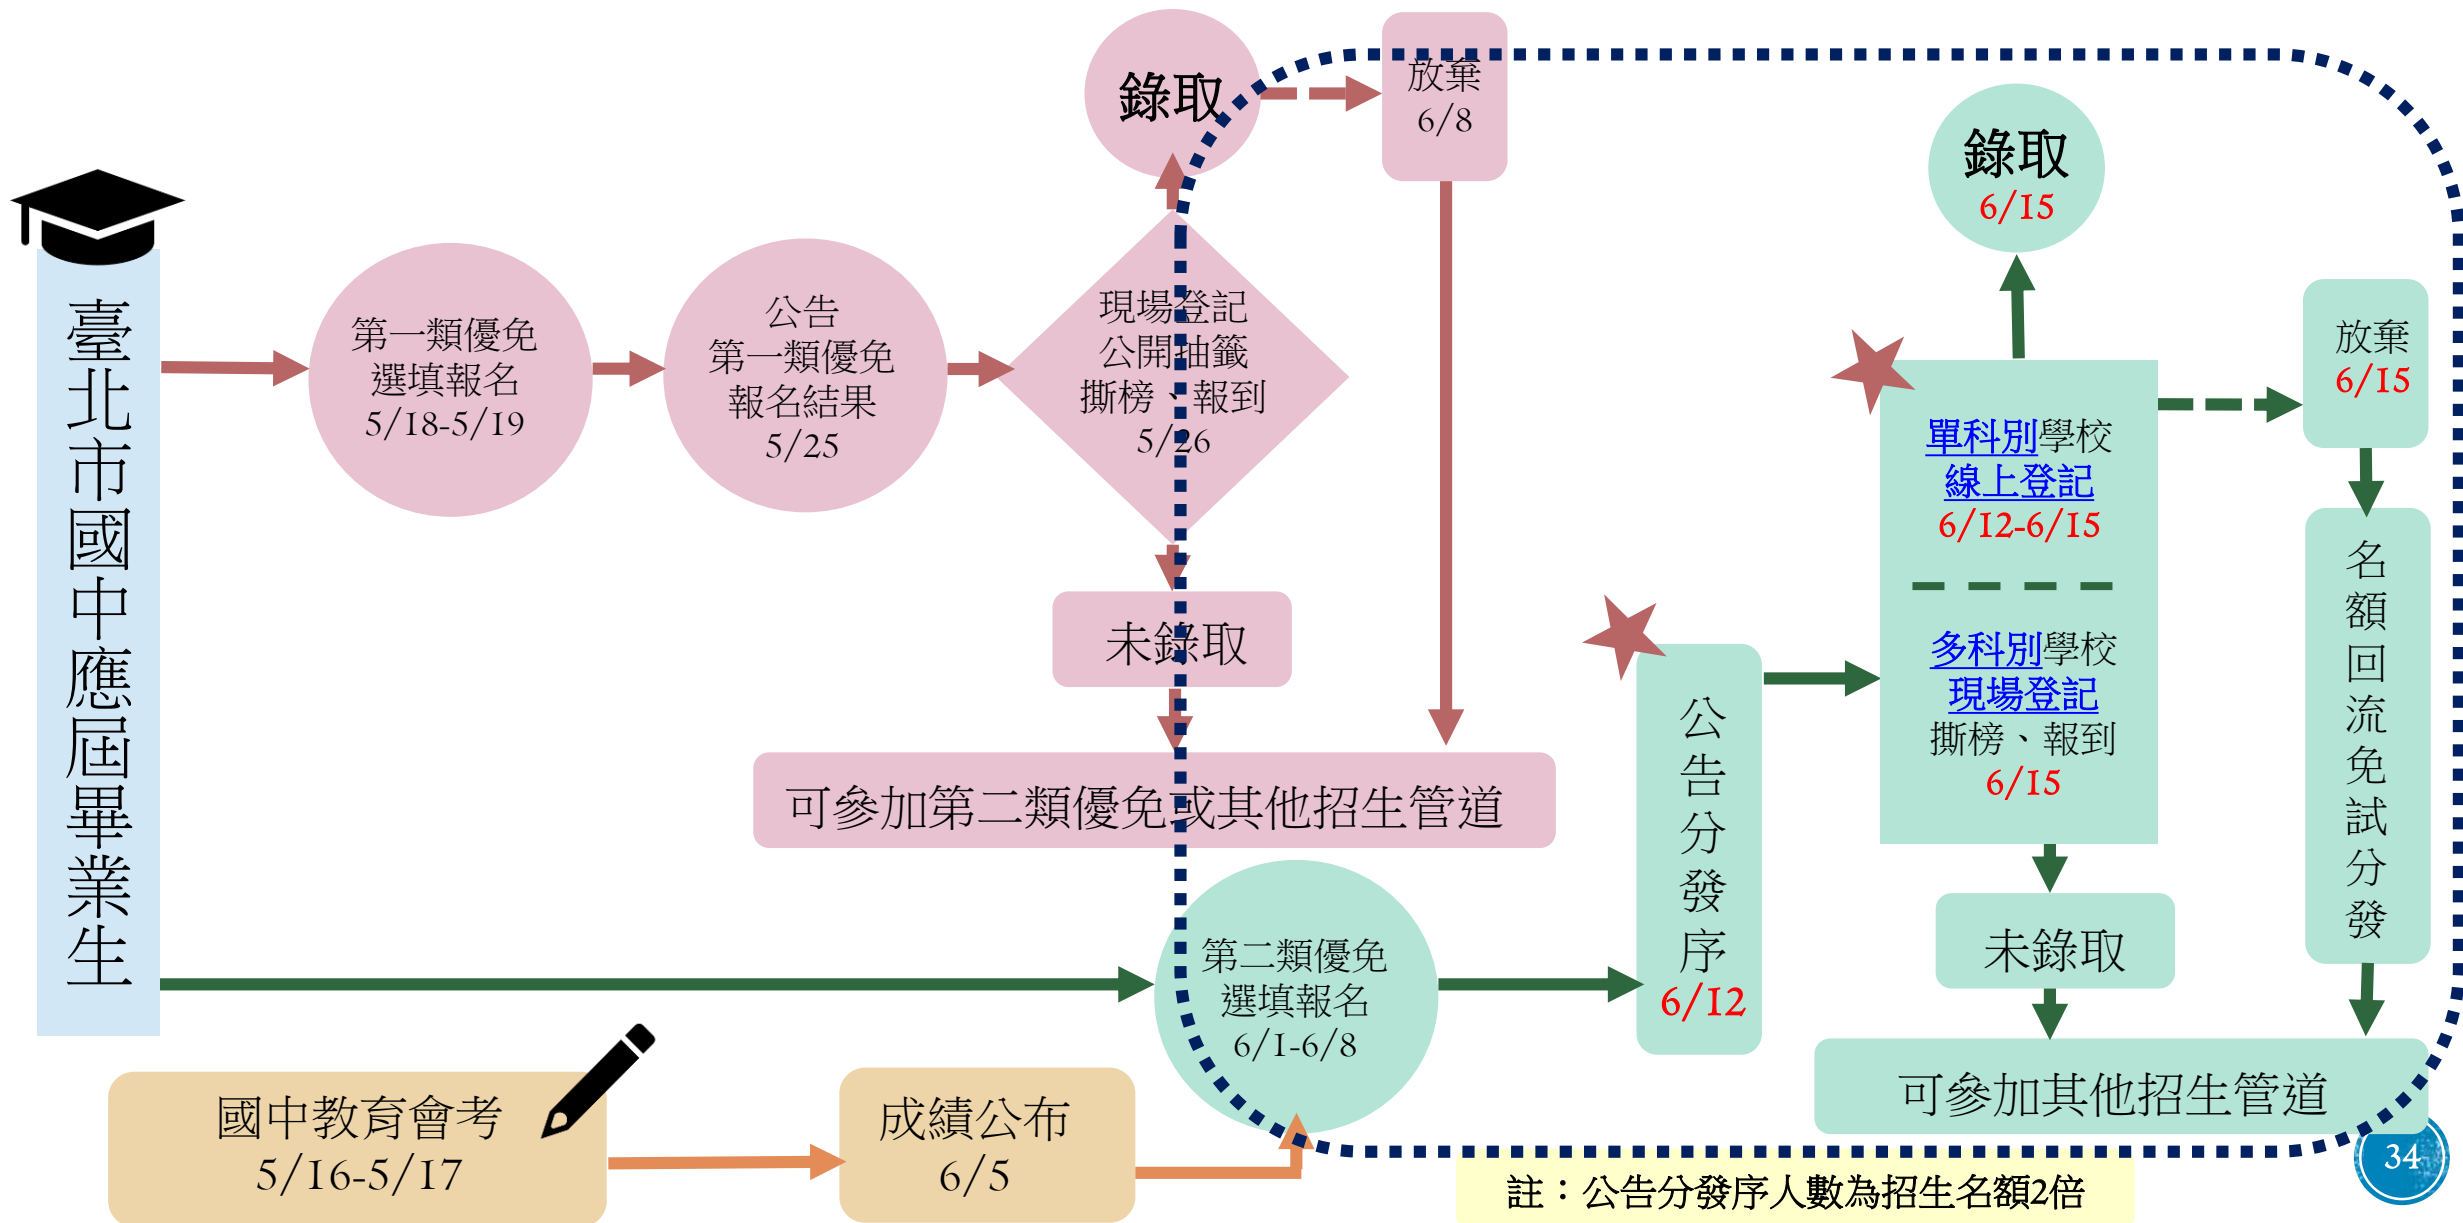 臺北市國中應屆畢業生
第一類優免
選填報名
5/18-5/19
公告
第一類優免
報名結果
5/25
現場登記
公開抽籤
撕榜、報到
5/26
錄取
放棄
6/8
未錄取
可參加第二類優免或其他招生管道
國中教育會考
5/16-5/17
成績公布
6/5
第二類優免
選填報名
6/1-6/8
公告分發序
6/12
單科別學校
線上登記
6/12-6/15
多科別學校
現場登記
撕榜、報到
6/15
錄取
6/15
放棄
6/15
名額回流免試分發
未錄取
可參加其他招生管道
註：公告分發序人數為招生名額2倍
34